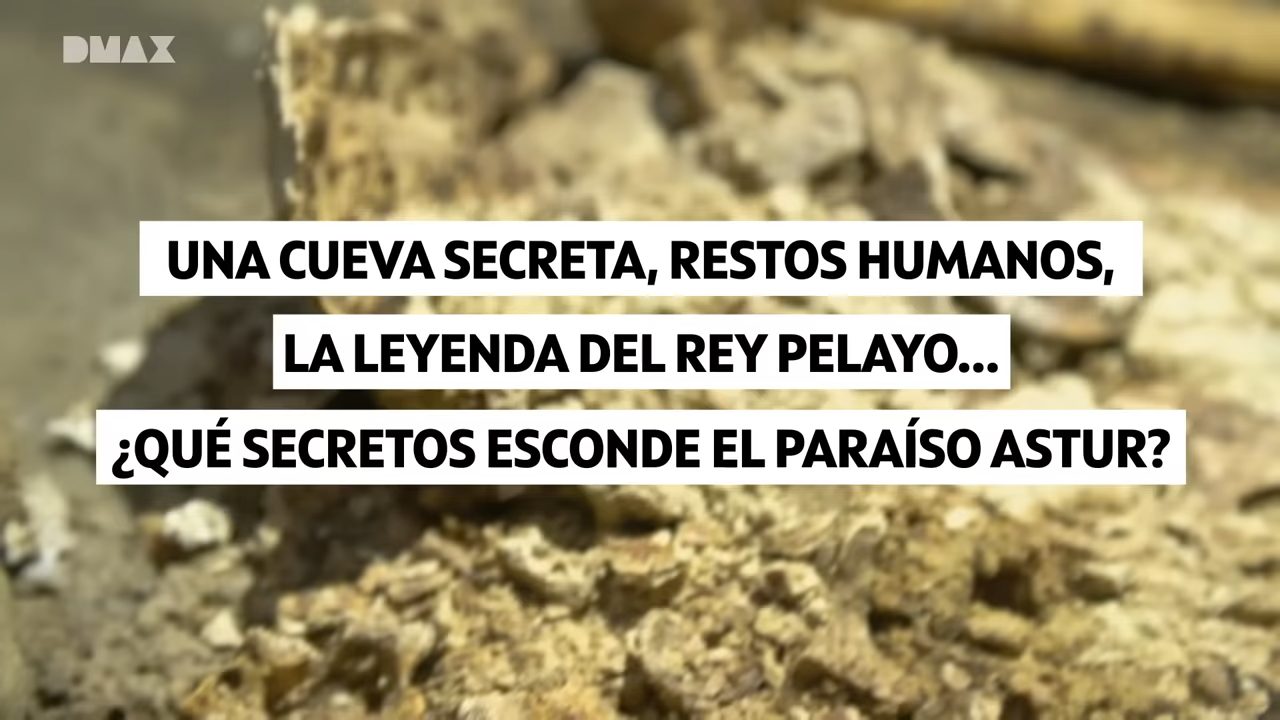 DMAX
UNA CUEVA SECRETA, RESTOS HUMANOS,
LA LEYENDA DEL REY PELAYO...
¿QUÉ SECRETOS ESCONDE EL PARAÍSO ASTUR?